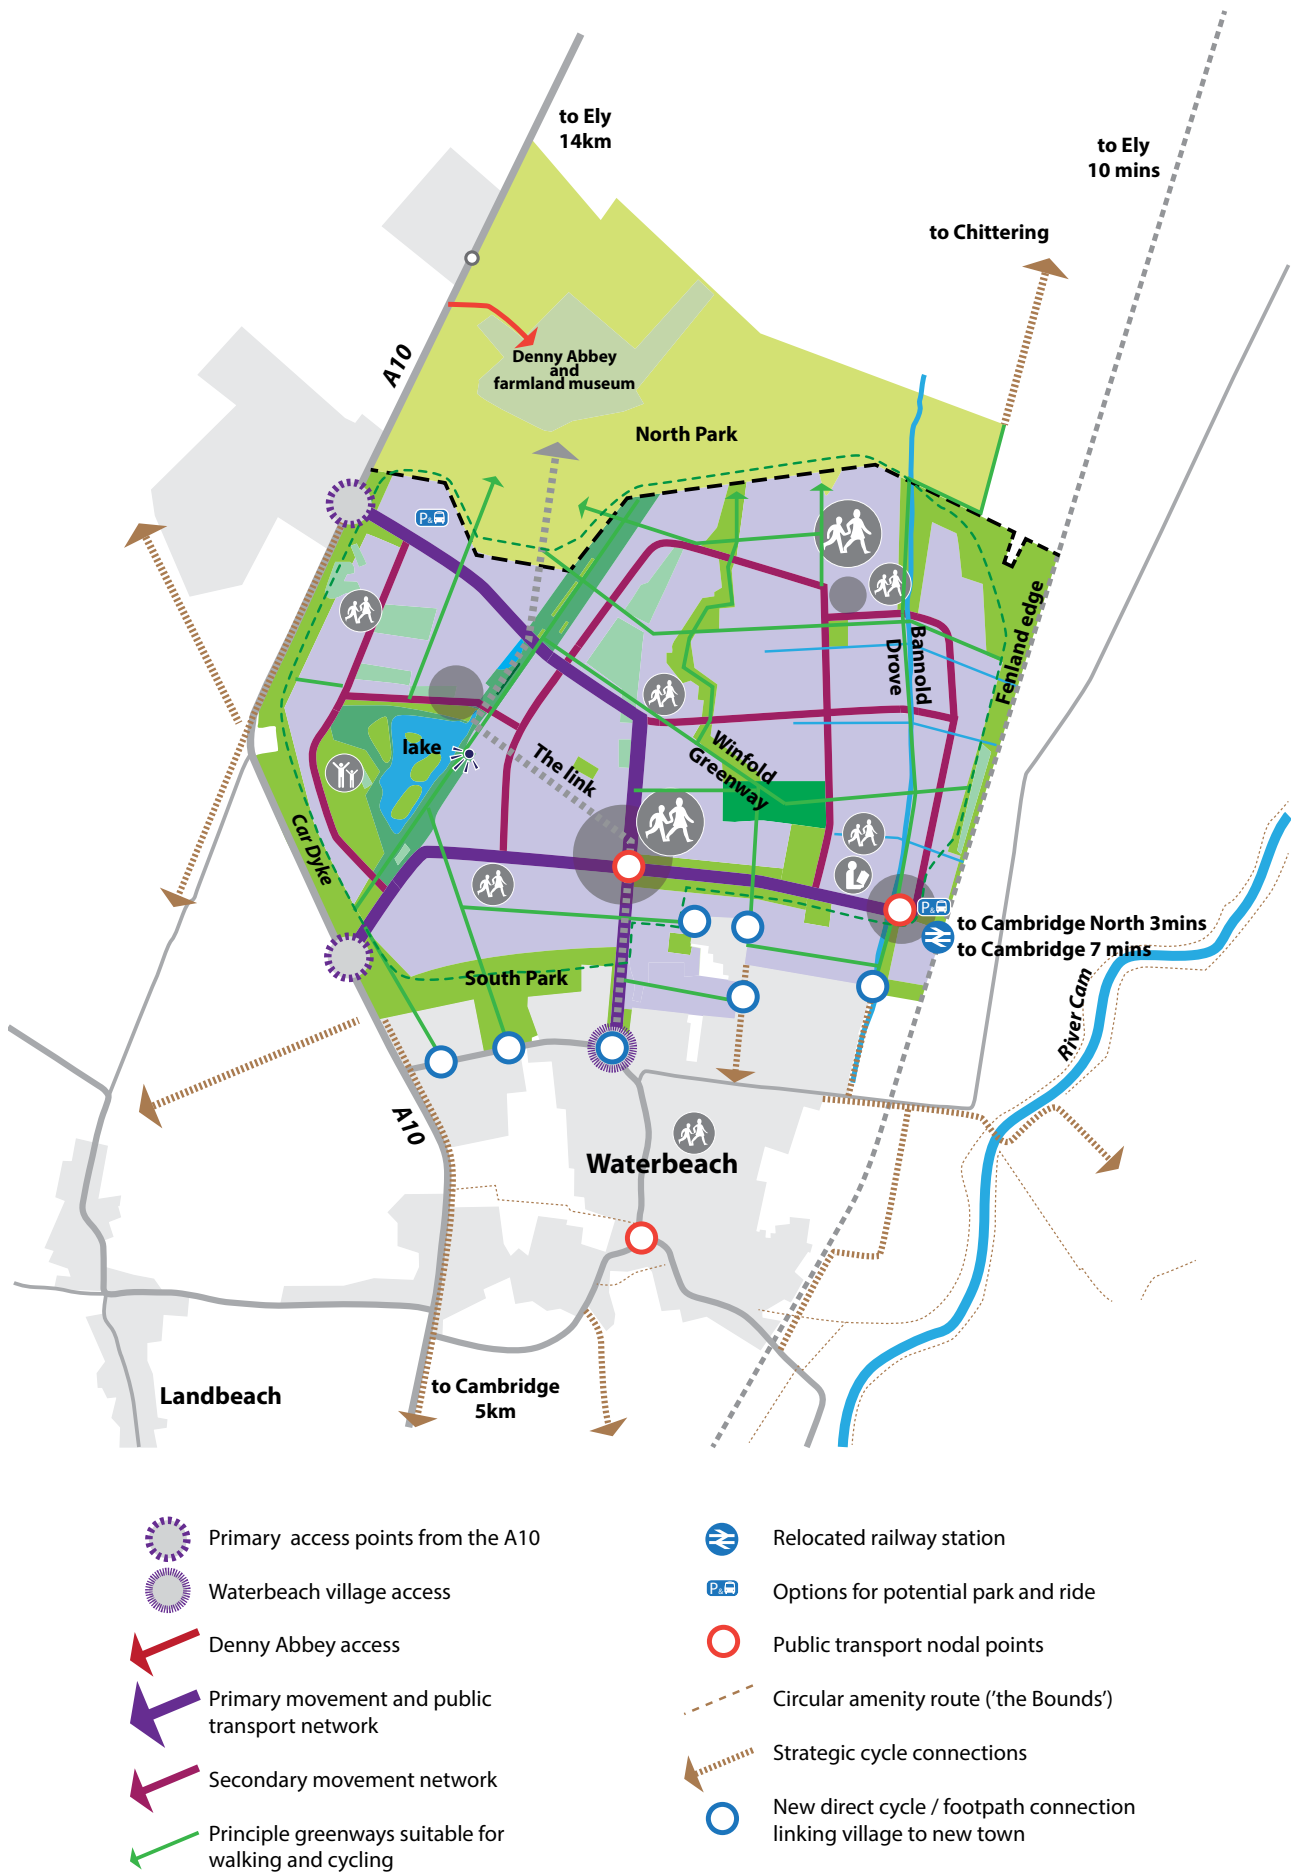 to Ely
14km
to Ely
10 mins
to Chittering
A10
Denny Abbey
and
farmland museum
North Park
P&
Bannold
Drove
Fenland edge
lake
The link
Winfold
Greenway
Car Dyke
P&
to Cambridge North 3mins
to Cambridge 7 mins
South Park
River Cam
A10
Waterbeach
Landbeach
to Cambridge
5km
Primary access points from the A10
Waterbeach village access
Denny Abbey access
Primary movement and public
transport network
Secondary movement network
Principle greenways suitable for
walking and cycling
Relocated railway station
P&
Options for potential park and ride
Public transport nodal points
Circular amenity route ('the Bounds')
Strategic cycle connections
New direct cycle / footpath connection
linking village to new town